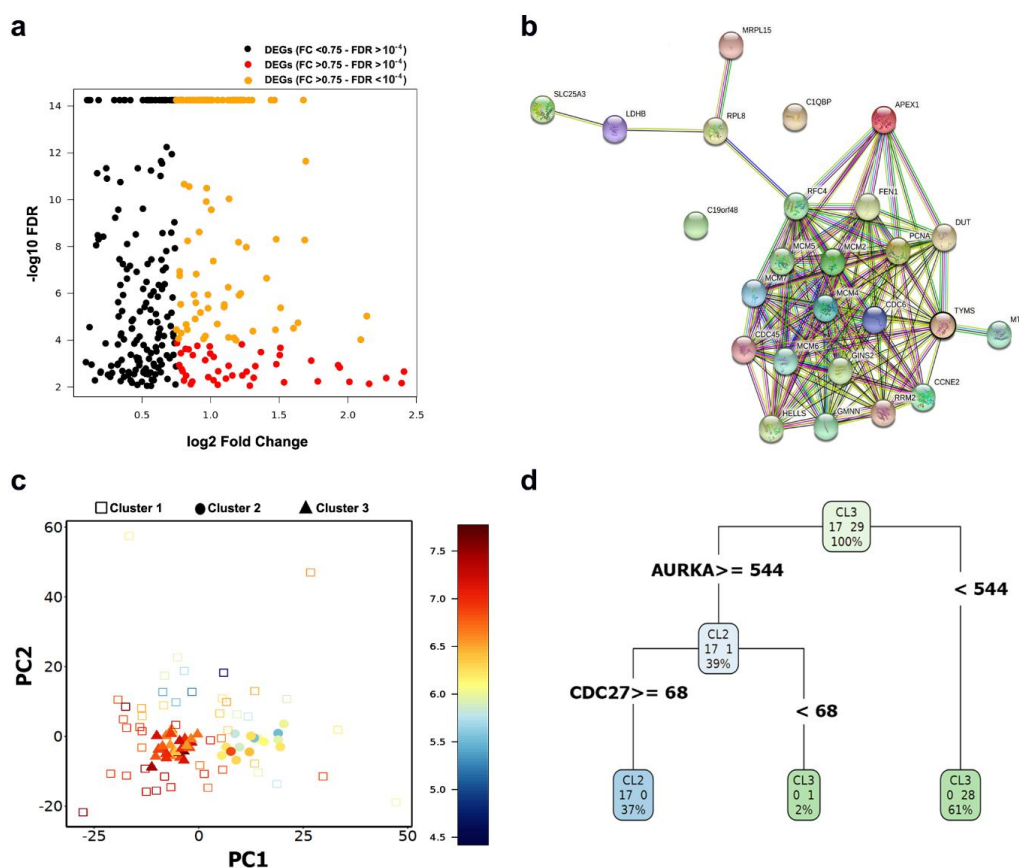 a
DEGs (FC <0.75 - FDR >10⁻⁴)
DEGs (FC >0.75 - FDR >10⁻⁴)
DEGs (FC >0.75 - FDR <10⁻⁴)
14
12
10
8
6
4
2
-log10 FDR
0.5 1.0 1.5 2.0 2.5
log2 Fold Change
b
MRPL15
SLC25A3
LDHB
RPL8
C1QBP
APEX1
C19orf48
RFC4
FEN1
DUT
PCNA
MCM5
MCM2
MCM7
MCM4
CDC6
TYMS
MT
CDC45
MCM6
GINS2
CCNE2
RRM2
HELLS
GMNN
c
Cluster 1 Cluster 2 Cluster 3
60
40
20
0
-20
PC2
-25 0 25 50
PC1
7.5
7.0
6.5
6.0
5.5
5.0
4.5
d
CL3
17 29
100%
AURKA>= 544
< 544
CL2
17 1
39%
CDC27>= 68
< 68
CL2
17 0
37%
CL3
0 1
2%
CL3
0 28
61%